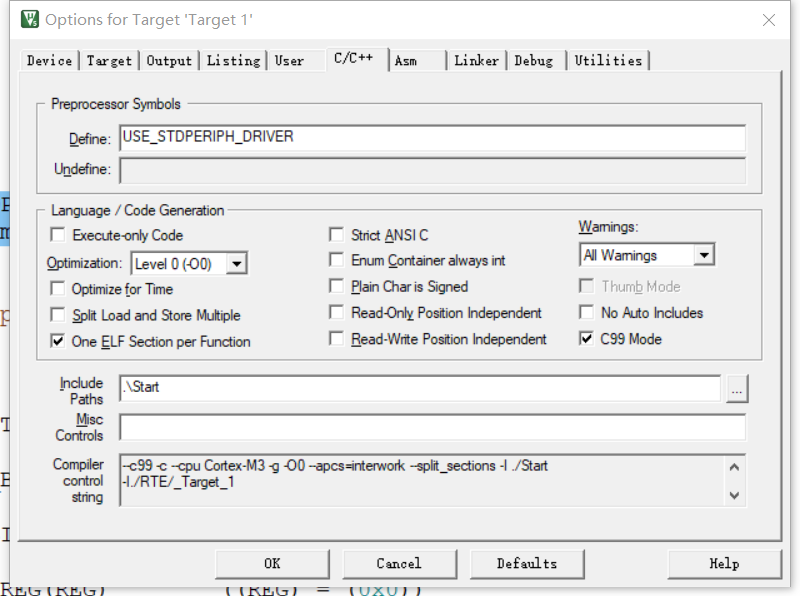 Options for Target 'Target 1'
Device Target Output Listing User C/C++ Asm Linker Debug Utilities
Preprocessor Symbols
Define: USE_STDPERIPH_DRIVER
Undefine:
Language / Code Generation
Execute-only Code
Optimization: Level 0 (-O0)
Optimize for Time
Split Load and Store Multiple
One ELF Section per Function
Strict ANSI C
Enum Container always int
Plain Char is Signed
Read-Only Position Independent
Read-Write Position Independent
Warnings:
All Warnings
Thumb Mode
No Auto Includes
C99 Mode
Include
Paths
.\Start
...
Misc
Controls
Compiler
control
string
--c99 -c --cpu Cortex-M3 -g -O0 --apcs=interwork --split_sections -I ./Start
-I./RTE/_Target_1
OK Cancel Defaults Help
REG(REG) ((REG) = (0x0))